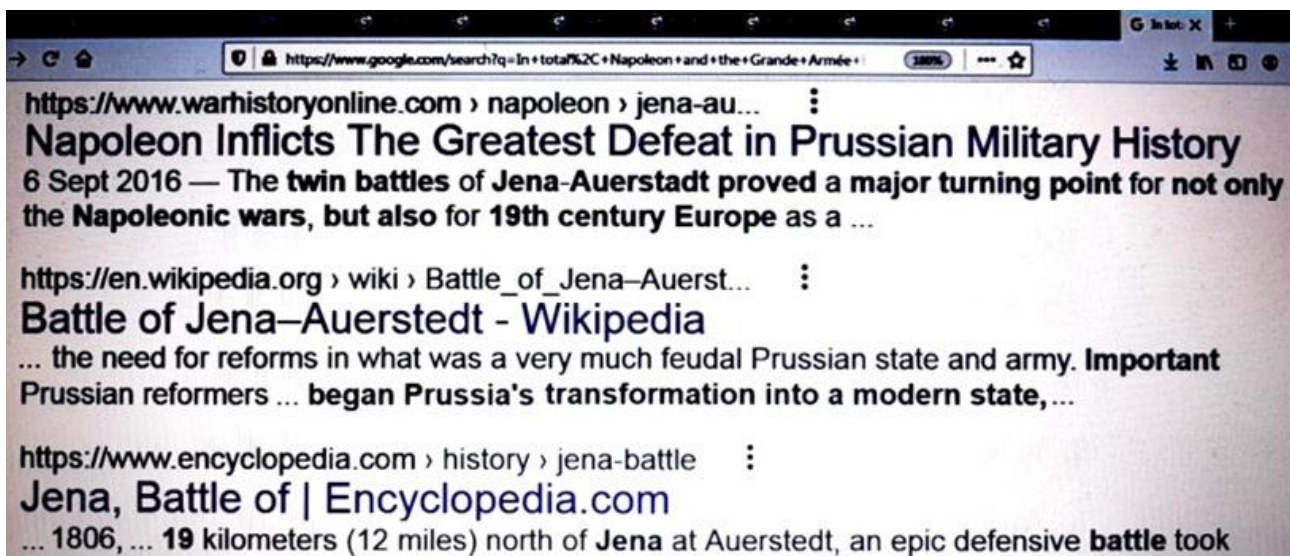 G In tot: X +
https://www.google.com/search?q=In+total%2C+Napoleon+and+the+Grande+Armée+ 180%
https://www.warhistoryonline.com › napoleon › jena-au...
Napoleon Inflicts The Greatest Defeat in Prussian Military History
6 Sept 2016 — The twin battles of Jena-Auerstadt proved a major turning point for not only
the Napoleonic wars, but also for 19th century Europe as a ...
https://en.wikipedia.org › wiki › Battle_of_Jena–Auerst...
Battle of Jena–Auerstedt - Wikipedia
... the need for reforms in what was a very much feudal Prussian state and army. Important
Prussian reformers ... began Prussia's transformation into a modern state,...
https://www.encyclopedia.com › history › jena-battle
Jena, Battle of | Encyclopedia.com
... 1806, ... 19 kilometers (12 miles) north of Jena at Auerstedt, an epic defensive battle took